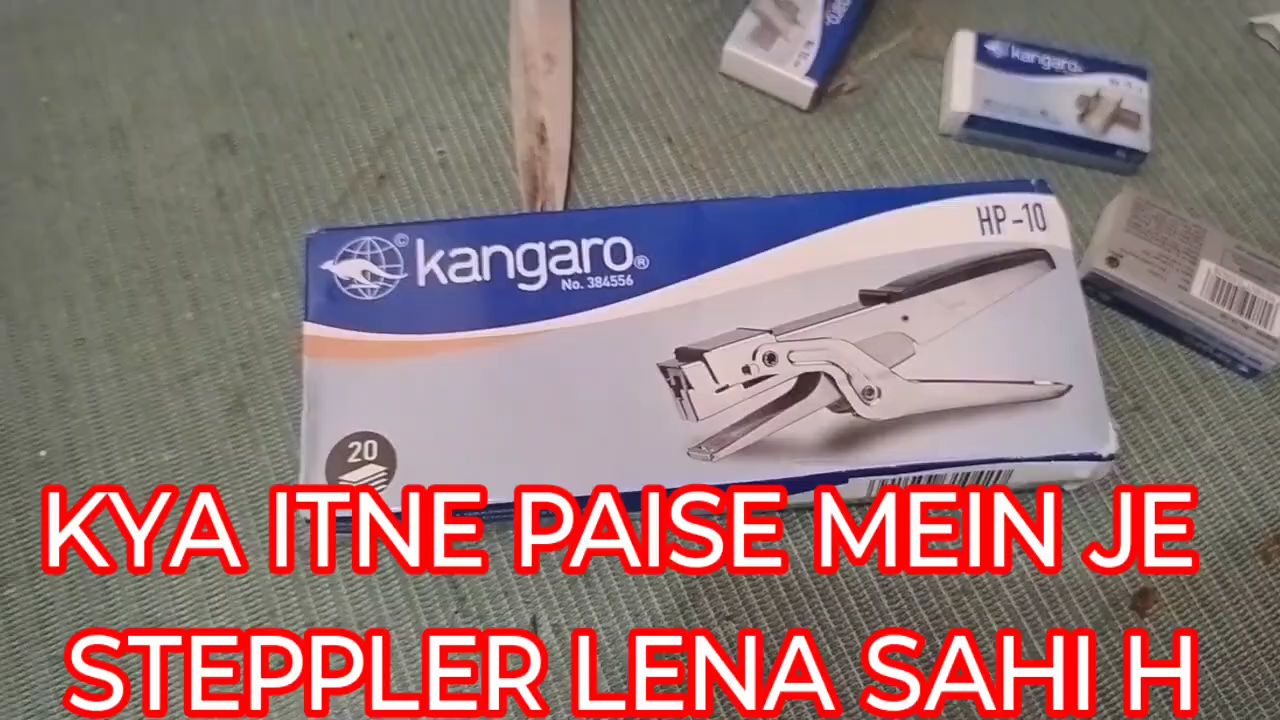 kangaro
HP-10
©
kangaro®
No. 384556
20
KYA ITNE PAISE MEIN JE
STEPPLER LENA SAHI H